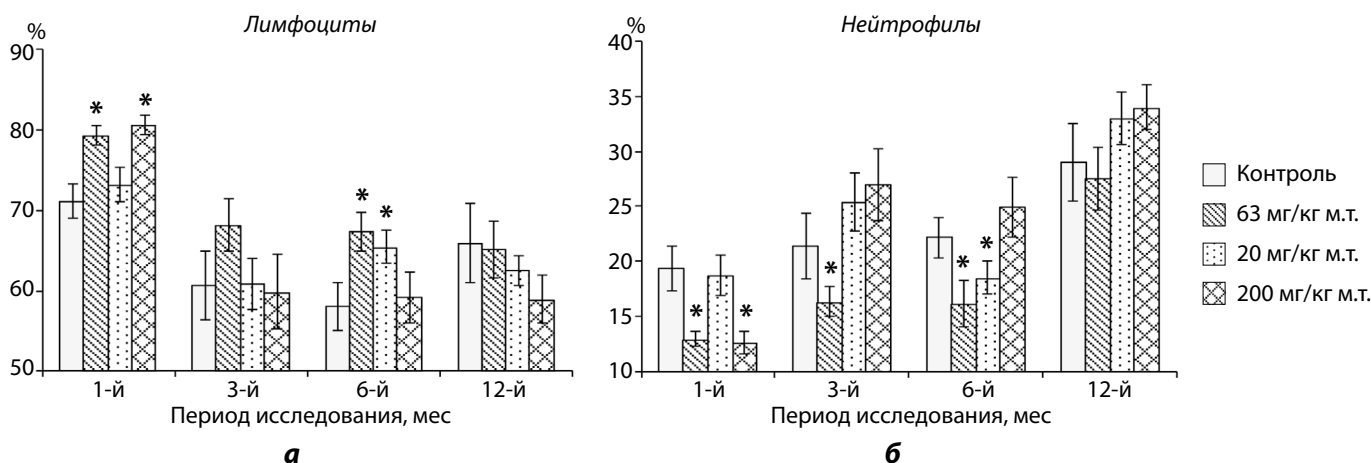 Лимфоциты
%
90
80
70
60
50
* * * *
1-й 3-й 6-й 12-й
Период исследования, мес
а
Нейтрофилы
%
40
35
30
25
20
15
10
* * * * *
1-й 3-й 6-й 12-й
Период исследования, мес
б
Контроль
63 мг/кг м.т.
20 мг/кг м.т.
200 мг/кг м.т.